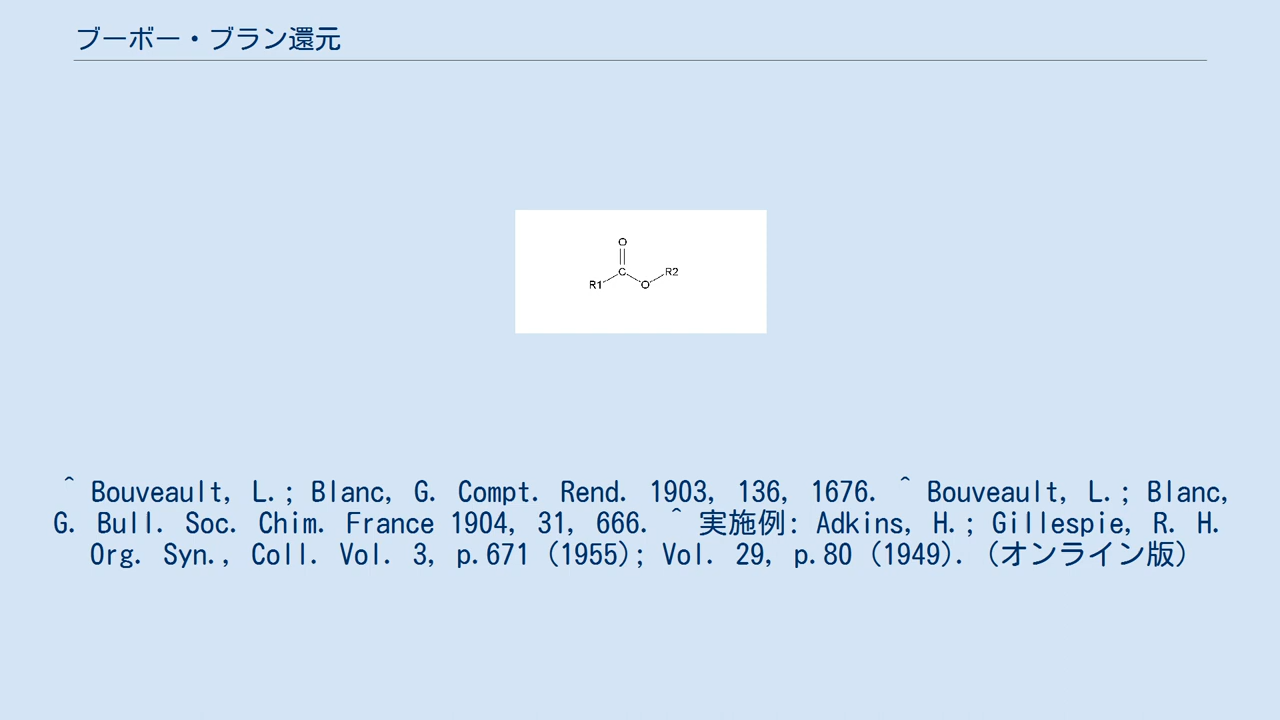 ブーボー・ブラン還元
O
C
R2
R1
O
^ Bouveault, L.; Blanc, G. Compt. Rend. 1903, 136, 1676. ^ Bouveault, L.; Blanc,
G. Bull. Soc. Chim. France 1904, 31, 666. ^ 実施例: Adkins, H.; Gillespie, R. H.
Org. Syn., Coll. Vol. 3, p.671 (1955); Vol. 29, p.80 (1949). (オンライン版)